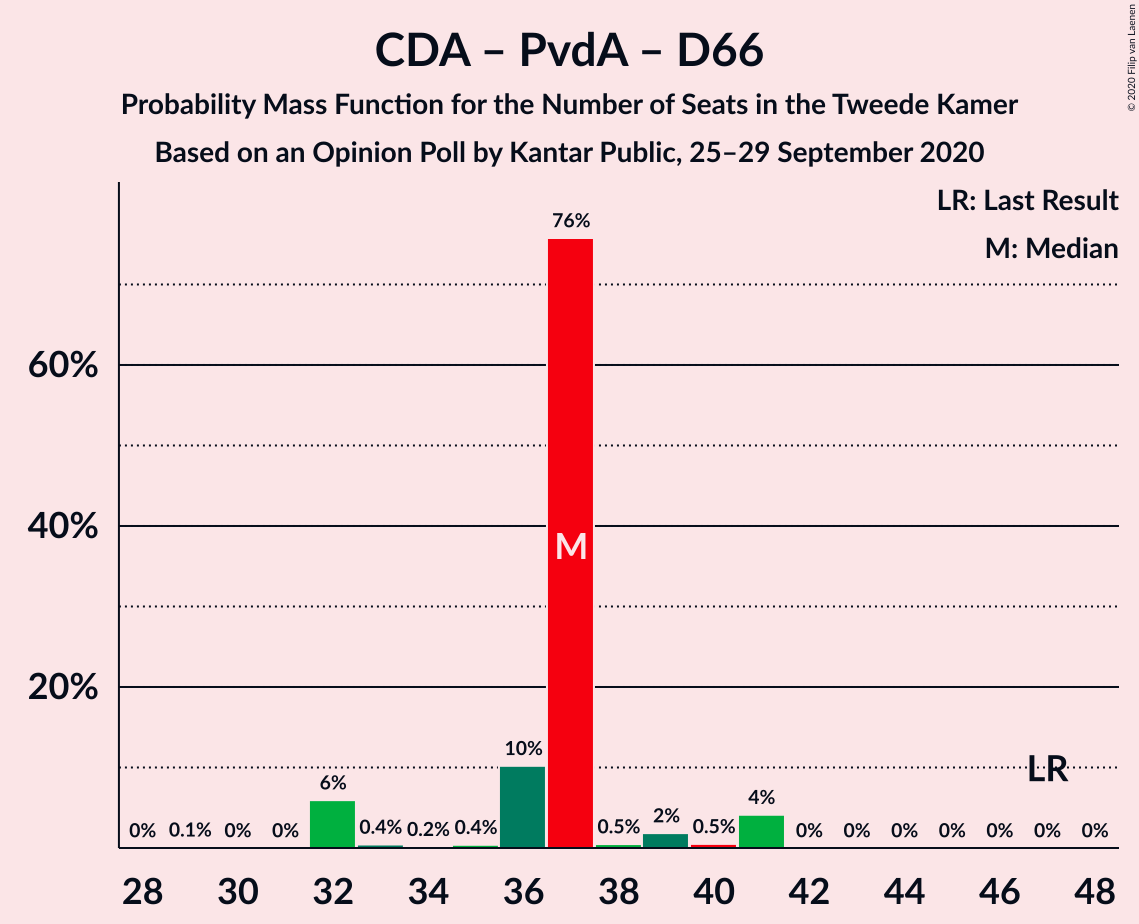 CDA – PvdA – D66
Probability Mass Function for the Number of Seats in the Tweede Kamer
Based on an Opinion Poll by Kantar Public, 25–29 September 2020
© 2020 Filip van Laenen
LR: Last Result
M: Median
60%
40%
20%
0% 0.1% 0% 0% 6% 0.4% 0.2% 0.4% 10% 76% 0.5% 2% 0.5% 4% 0% 0% 0% 0% 0% 0% 0%
M
LR
28 30 32 34 36 38 40 42 44 46 48